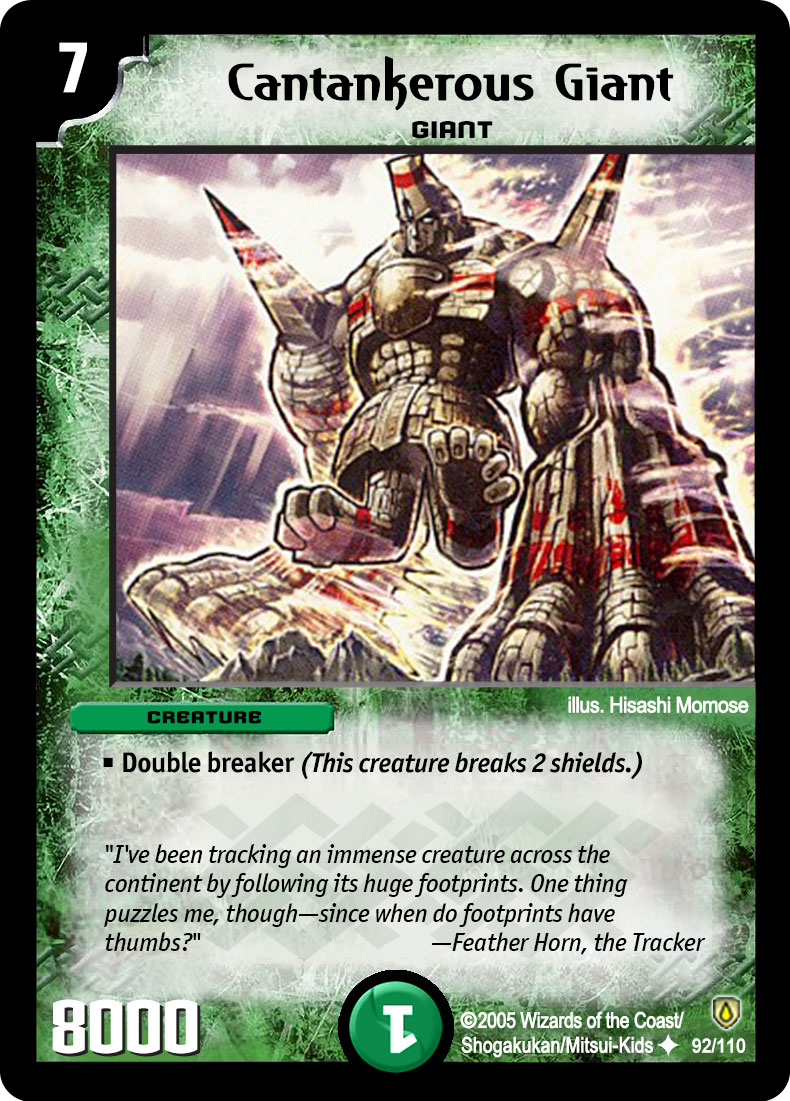 7
Cantankerous Giant
GIANT
illus. Hisashi Momose
CREATURE
▪ Double breaker (This creature breaks 2 shields.)
"I've been tracking an immense creature across the
continent by following its huge footprints. One thing
puzzles me, though—since when do footprints have
thumbs?" —Feather Horn, the Tracker
8000
1
©2005 Wizards of the Coast/
Shogakukan/Mitsui-Kids ✦ 92/110